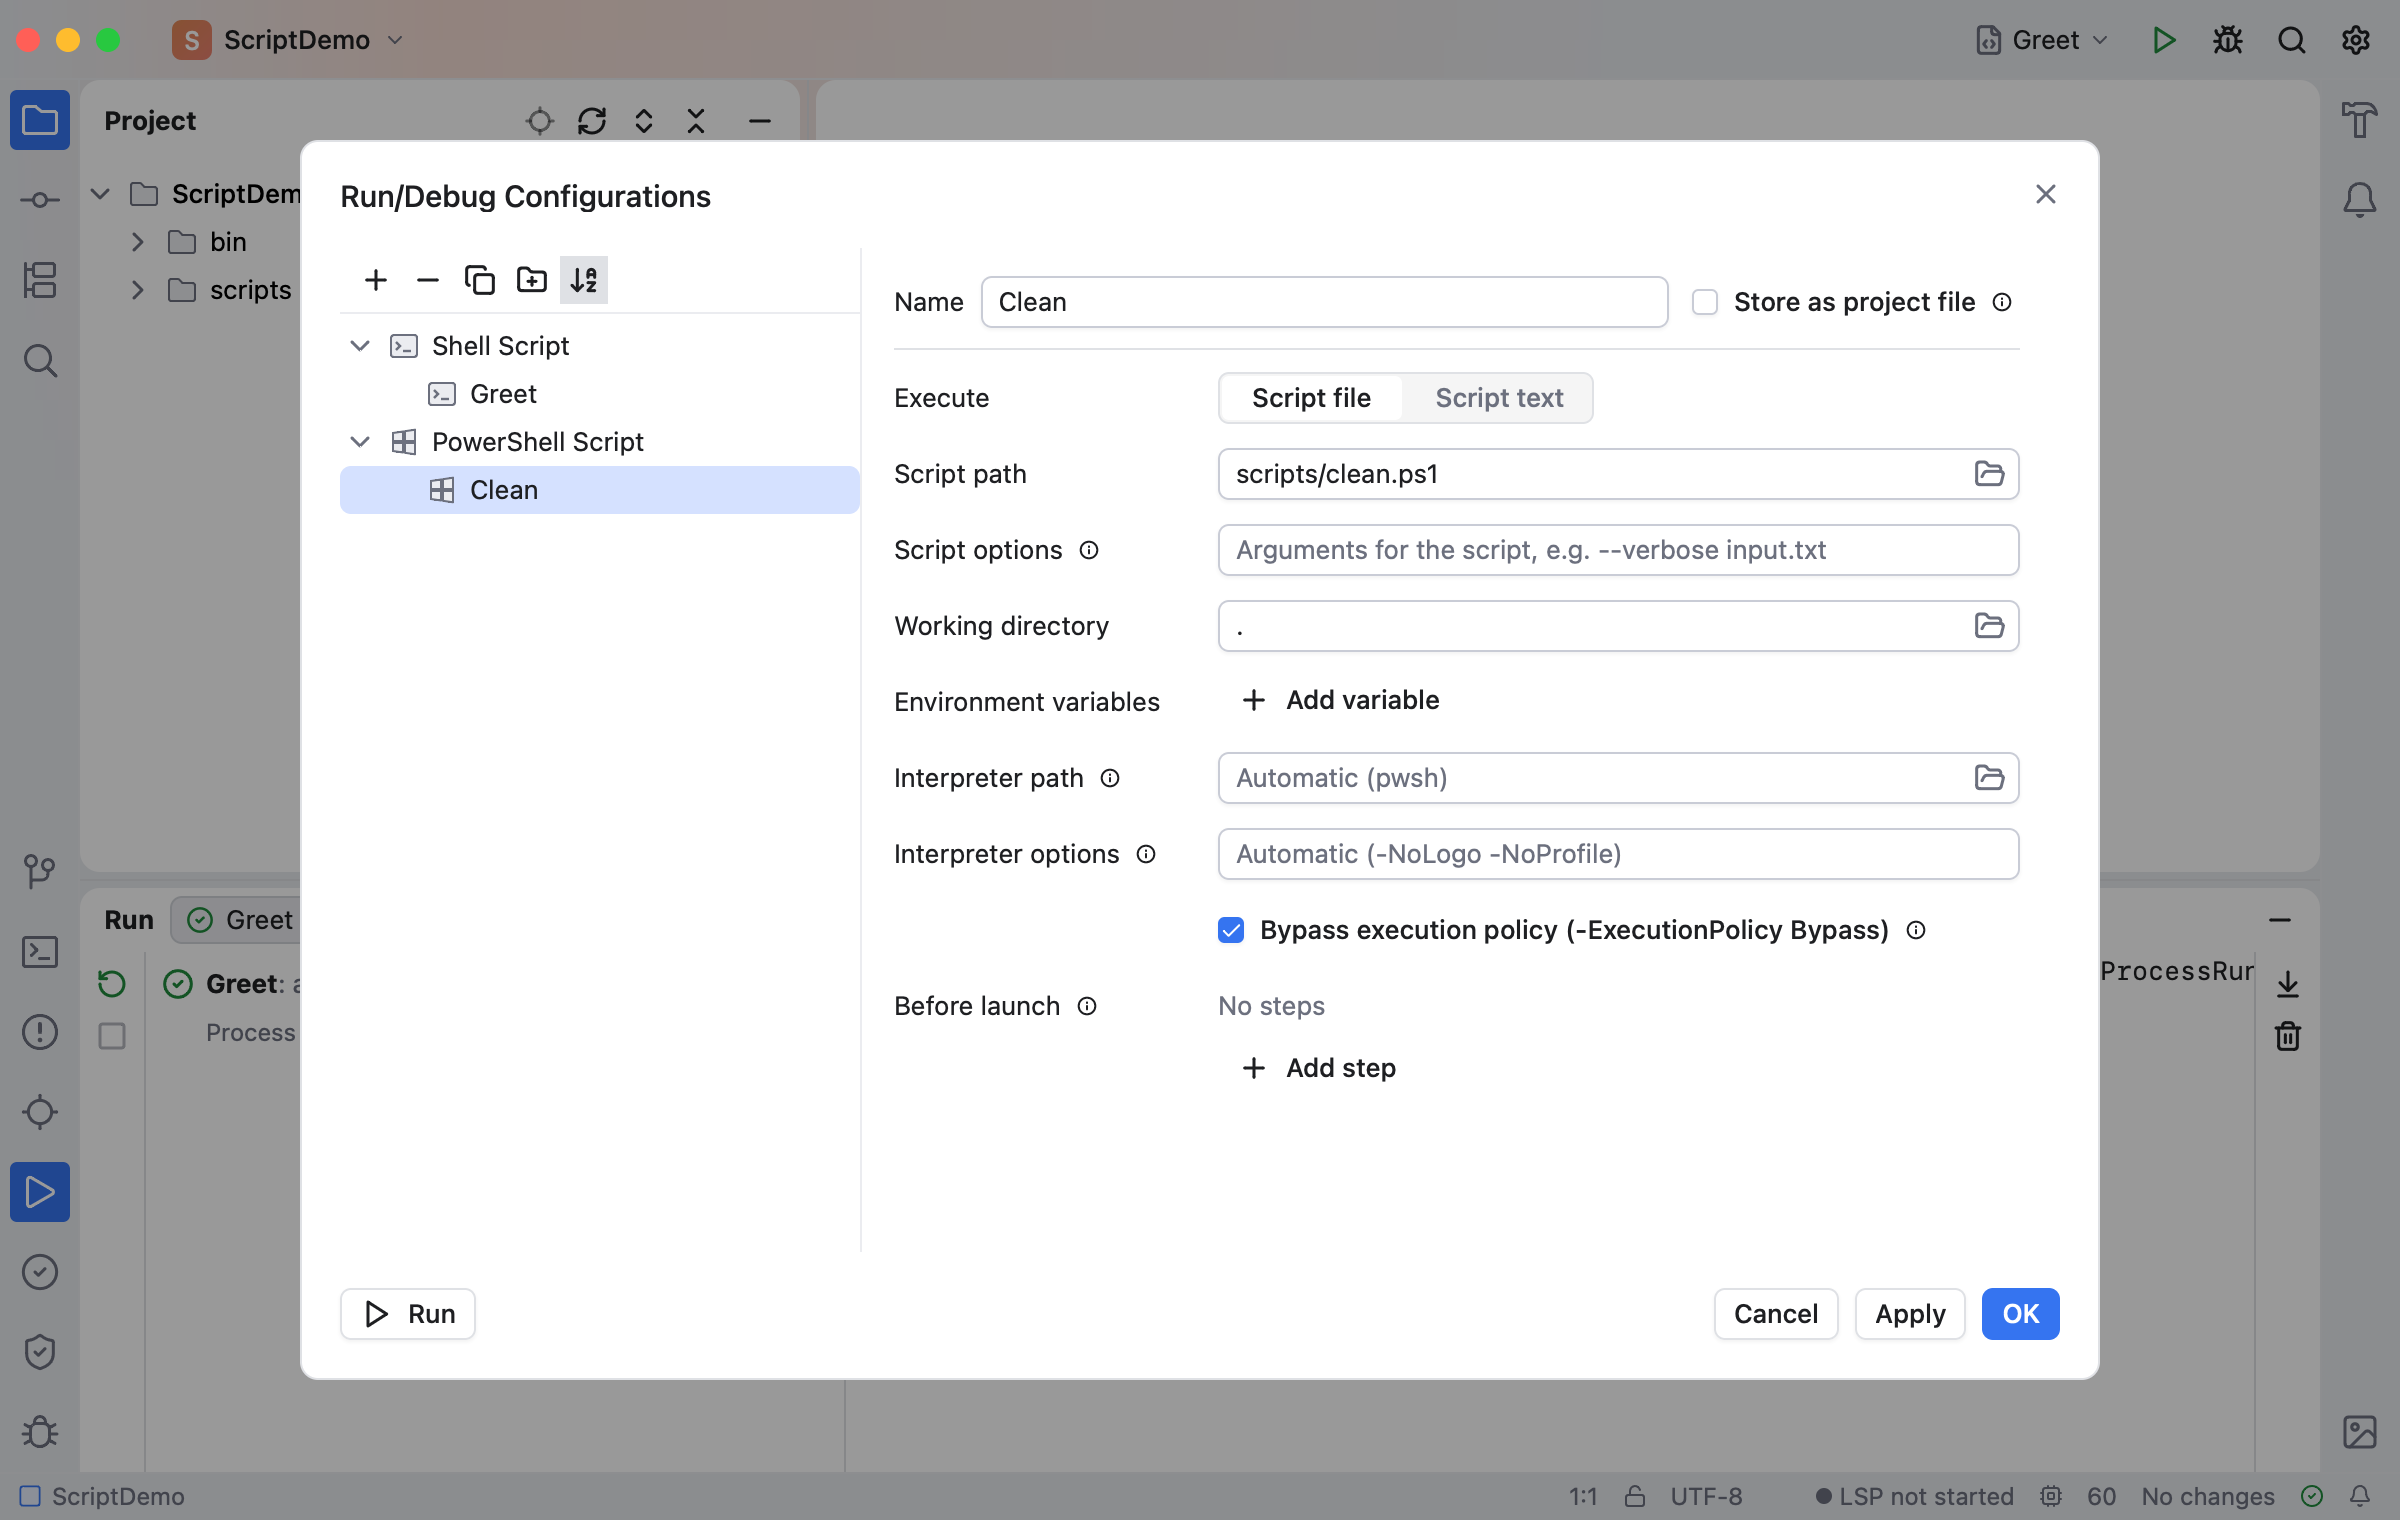 S ScriptDemo
Greet
Project
ScriptDem
bin
scripts
Run/Debug Configurations
Shell Script
Greet
PowerShell Script
Clean
Name Clean Store as project file
Execute Script file Script text
Script path scripts/clean.ps1
Script options Arguments for the script, e.g. --verbose input.txt
Working directory .
Environment variables Add variable
Interpreter path Automatic (pwsh)
Interpreter options Automatic (-NoLogo -NoProfile)
Bypass execution policy (-ExecutionPolicy Bypass)
Before launch No steps
Add step
Run Cancel Apply OK
Run Greet
Greet: a
Process
ProcessRun
ScriptDemo 1:1 UTF-8 LSP not started 60 No changes